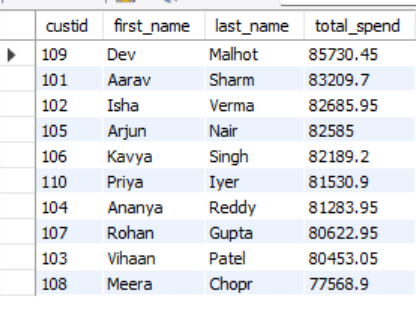 custid first_name last_name total_spend
109 Dev Malhot 85730.45
101 Aarav Sharm 83209.7
102 Isha Verma 82685.95
105 Arjun Nair 82585
106 Kavya Singh 82189.2
110 Priya Iyer 81530.9
104 Ananya Reddy 81283.95
107 Rohan Gupta 80622.95
103 Vihaan Patel 80453.05
108 Meera Chopr 77568.9